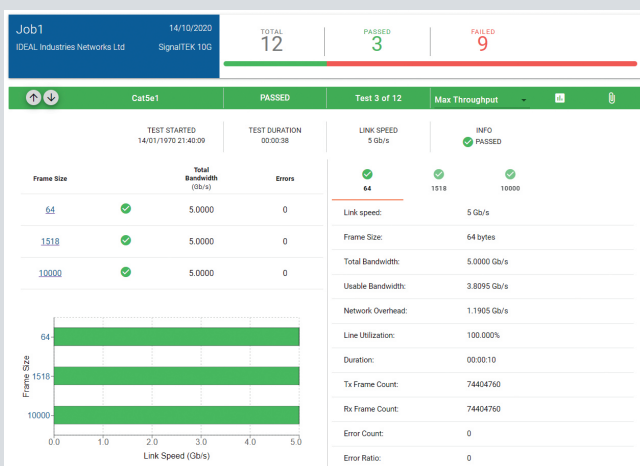 Job1 14/10/2020
IDEAL Industries Networks Ltd SignalTEK 10G
TOTAL PASSED FAILED
12 3 9
Cat5e1 PASSED Test 3 of 12 Max Throughput
TEST STARTED TEST DURATION LINK SPEED INFO
14/01/1970 21:40:09 00:00:38 5 Gb/s PASSED
Frame Size Total Bandwidth (Gb/s) Errors
64 5.0000 0
1518 5.0000 0
10000 5.0000 0
Frame Size
64
1518
10000
0.0 1.0 2.0 3.0 4.0 5.0
Link Speed (Gb/s)
64 1518 10000
Link speed: 5 Gb/s
Frame Size: 64 bytes
Total Bandwidth: 5.0000 Gb/s
Usable Bandwidth: 3.8095 Gb/s
Network Overhead: 1.1905 Gb/s
Line Utilization: 100.000%
Duration: 00:00:10
Tx Frame Count: 74404760
Rx Frame Count: 74404760
Error Count: 0
Error Ratio: 0